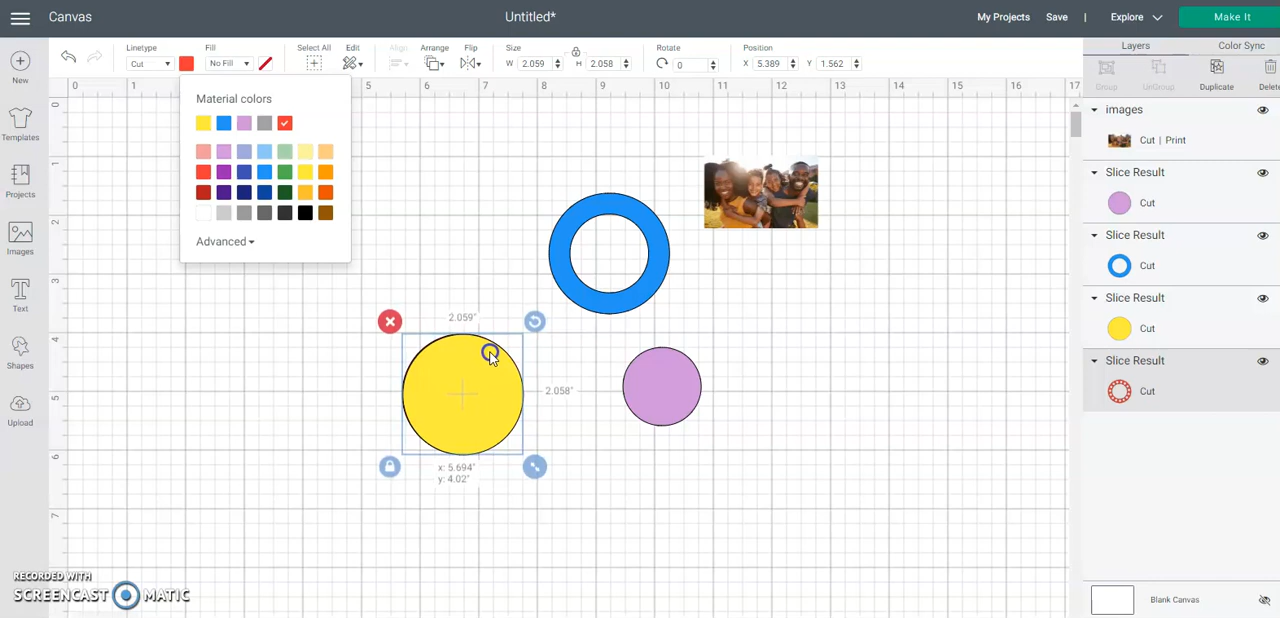 Canvas
Untitled*
My Projects
Save
|
Explore
Make It
New
Templates
Projects
Images
Text
Shapes
Upload
Linetype
Cut
Fill
No Fill
Select All
Edit
Align
Arrange
Flip
Size
W 2.059
H 2.058
Rotate
0
Position
X 5.389
Y 1.562
Material colors
Advanced
0 1 5 6 7 8 9 10 11 12 13 14 15 16 17
0
1
2
3
4
5
6
7
2.059"
2.058"
x: 5.694"
y: 4.02"
Layers
Color Sync
Group
UnGroup
Duplicate
Delete
images
Cut | Print
Slice Result
Cut
Slice Result
Cut
Slice Result
Cut
Slice Result
Cut
Blank Canvas
RECORDED WITH
SCREENCAST MATIC